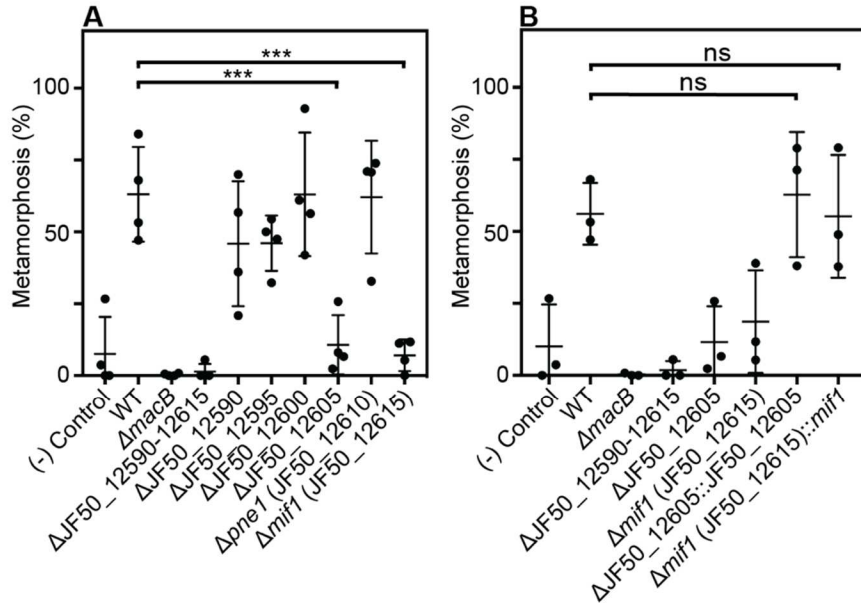 A
***
***
100
50
0
Metamorphosis (%)
(-) Control
WT
ΔmacB
ΔJF50_12590-12615
ΔJF50_12590
ΔJF50_12595
ΔJF50_12600
ΔJF50_12605
Δpne1 (JF50_12610)
Δmif1 (JF50_12615)
B
ns
ns
100
50
0
Metamorphosis (%)
(-) Control
WT
ΔmacB
ΔJF50_12590-12615
ΔJF50_12605
Δmif1 (JF50_12615)
ΔJF50_12605::JF50_12605
Δmif1 (JF50_12615)::mif1